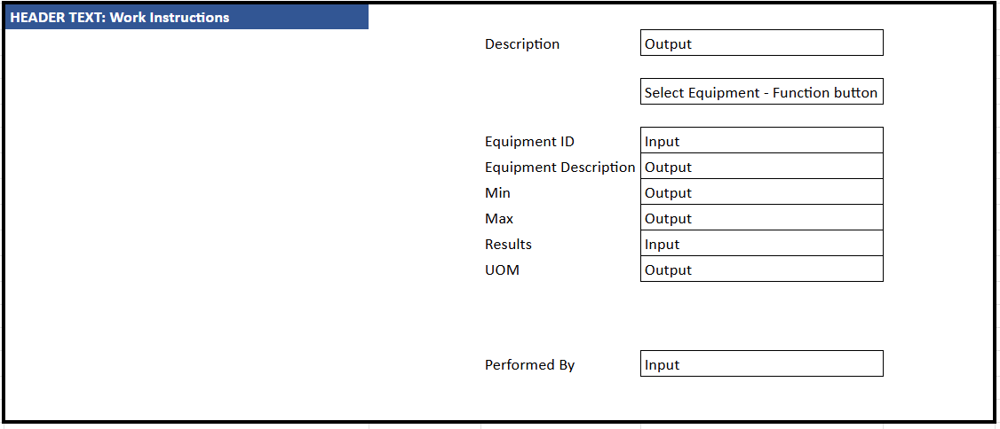 HEADER TEXT: Work Instructions
Description Output
Select Equipment - Function button
Equipment ID Input
Equipment Description Output
Min Output
Max Output
Results Input
UOM Output
Performed By Input